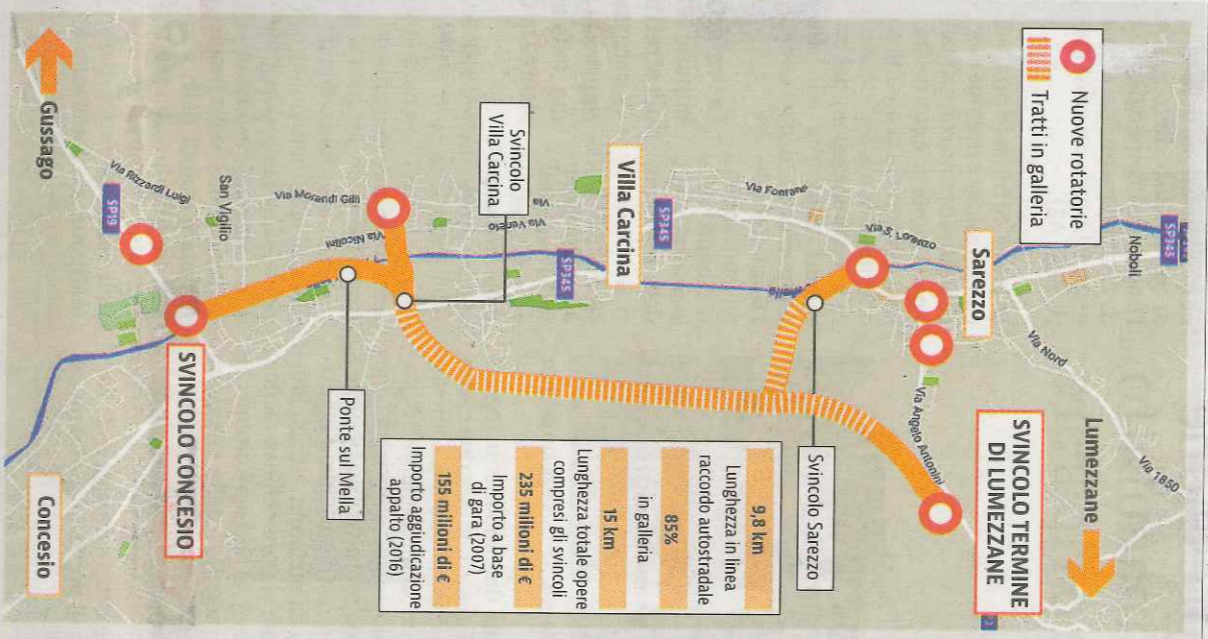 Nuove rotatorie
Tratti in galleria
SP345
Noboli
Via Nord
Via 1850
Lumezzane
SVINCOLO TERMINE
DI LUMEZZANE
Sarezzo
Via S. Lorenzo
Via Angelo Antonini
Via Fontane
Svincolo Sarezzo
SP345
Villa Carcina
Svincolo
Villa Carcina
SP345
Via Veneto
Via
Via Morandi Gili
Via Nicolini
San Vigilio
Via Rizzardi Luigi
SP19
Gussago
Ponte sul Mella
SVINCOLO CONCESIO
Concesio
9,8 km
Lunghezza in linea
raccordo autostradale
85%
in galleria
15 km
Lunghezza totale opere
compresi gli svincoli
235 milioni di €
Importo a base
di gara (2007)
155 milioni di €
Importo aggiudicazione
appalto (2016)